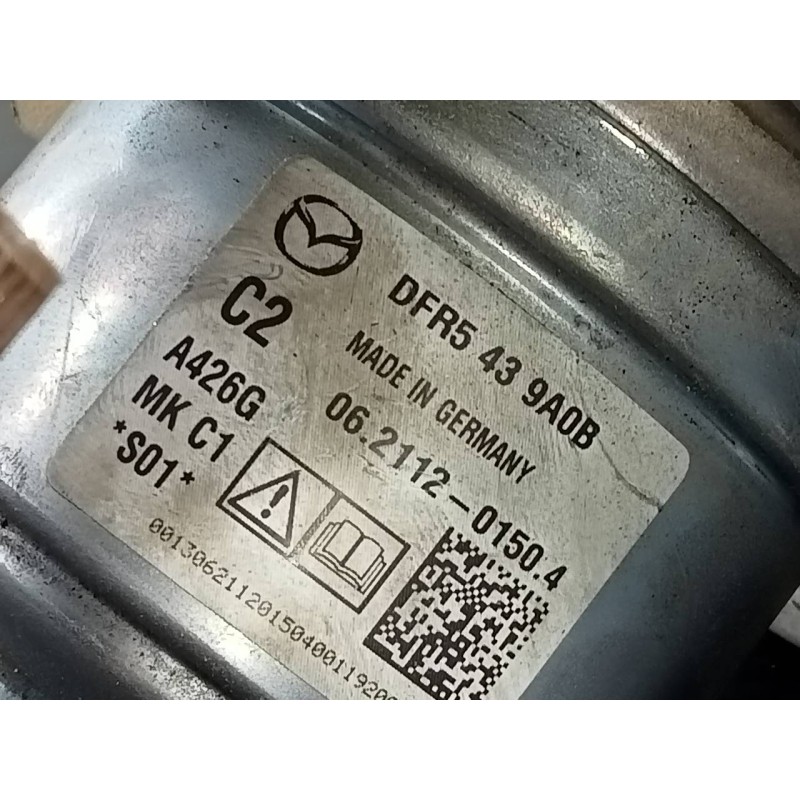 DFR5 43 9A0B
MADE IN GERMANY
06.2112-0150.4
C2
A426G
MK C1
*S01*